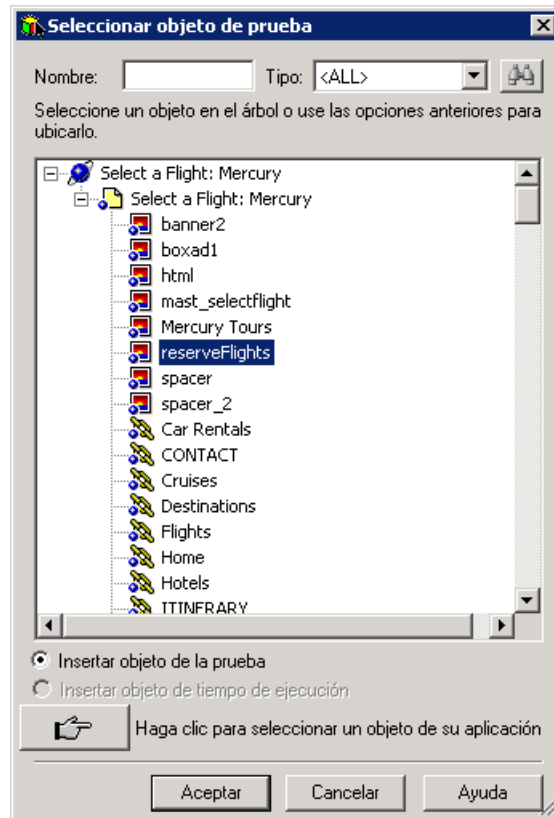 Seleccionar objeto de prueba
Nombre: Tipo: <ALL>
Seleccione un objeto en el árbol o use las opciones anteriores para
ubicarlo.
Select a Flight: Mercury
Select a Flight: Mercury
banner2
boxad1
html
mast_selectflight
Mercury Tours
reserveFlights
spacer
spacer_2
Car Rentals
CONTACT
Cruises
Destinations
Flights
Home
Hotels
ITINERARY
Insertar objeto de la prueba
Insertar objeto de tiempo de ejecución
Haga clic para seleccionar un objeto de su aplicación
Aceptar Cancelar Ayuda